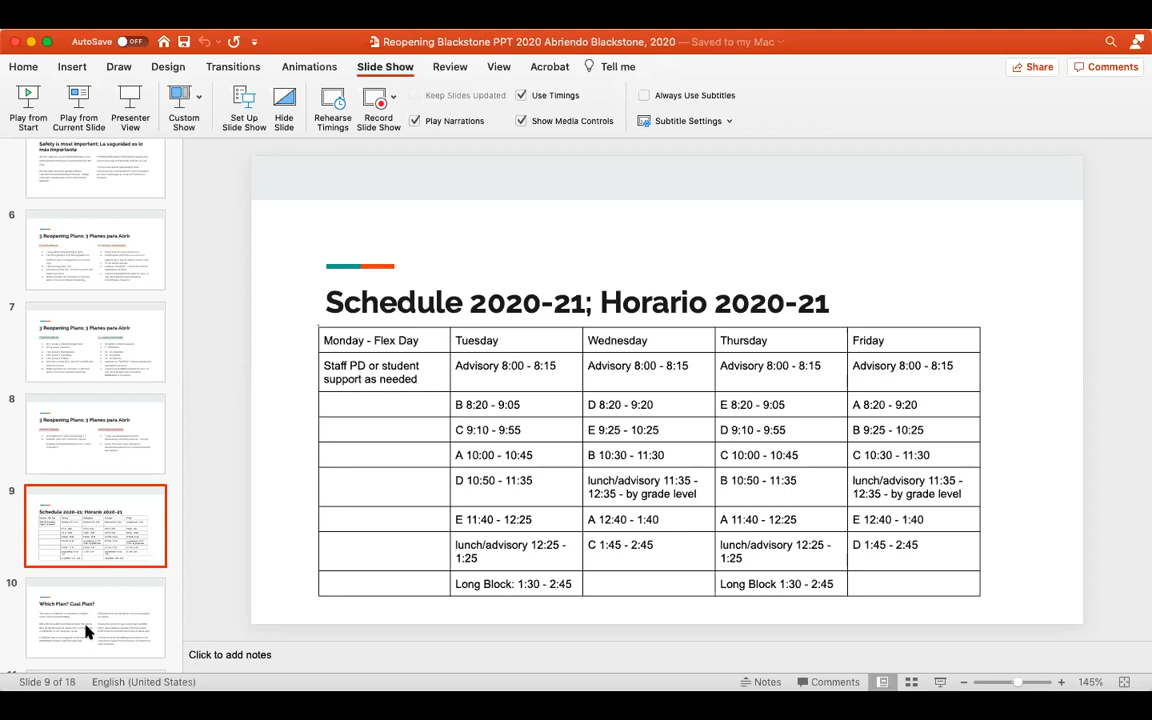 AutoSave OFF
Reopening Blackstone PPT 2020 Abriendo Blackstone, 2020 — Saved to my Mac
Home Insert Draw Design Transitions Animations Slide Show Review View Acrobat Tell me Share Comments
Play from Start
Play from Current Slide
Presenter View
Custom Show
Set Up Slide Show
Hide Slide
Rehearse Timings
Record Slide Show
Keep Slides Updated
Use Timings
Play Narrations
Show Media Controls
Always Use Subtitles
Subtitle Settings
Safety is most important; La seguridad es lo
más importante
6
3 Reopening Plans; 3 Planes para Abrir
7
3 Reopening Plans; 3 Planes para Abrir
8
3 Reopening Plans; 3 Planes para Abrir
9
Schedule 2020-21; Horario 2020-21
10
Which Plan? Cual Plan?
Schedule 2020-21; Horario 2020-21
Monday - Flex Day Tuesday Wednesday Thursday Friday
Staff PD or student support as needed Advisory 8:00 - 8:15 Advisory 8:00 - 8:15 Advisory 8:00 - 8:15 Advisory 8:00 - 8:15
B 8:20 - 9:05 D 8:20 - 9:20 E 8:20 - 9:05 A 8:20 - 9:20
C 9:10 - 9:55 E 9:25 - 10:25 D 9:10 - 9:55 B 9:25 - 10:25
A 10:00 - 10:45 B 10:30 - 11:30 C 10:00 - 10:45 C 10:30 - 11:30
D 10:50 - 11:35 lunch/advisory 11:35 - 12:35 - by grade level B 10:50 - 11:35 lunch/advisory 11:35 - 12:35 - by grade level
E 11:40 - 12:25 A 12:40 - 1:40 A 11:40 - 12:25 E 12:40 - 1:40
lunch/advisory 12:25 - 1:25 C 1:45 - 2:45 lunch/advisory 12:25 - 1:25 D 1:45 - 2:45
Long Block: 1:30 - 2:45 Long Block 1:30 - 2:45
Click to add notes
Slide 9 of 18 English (United States) Notes Comments 145%